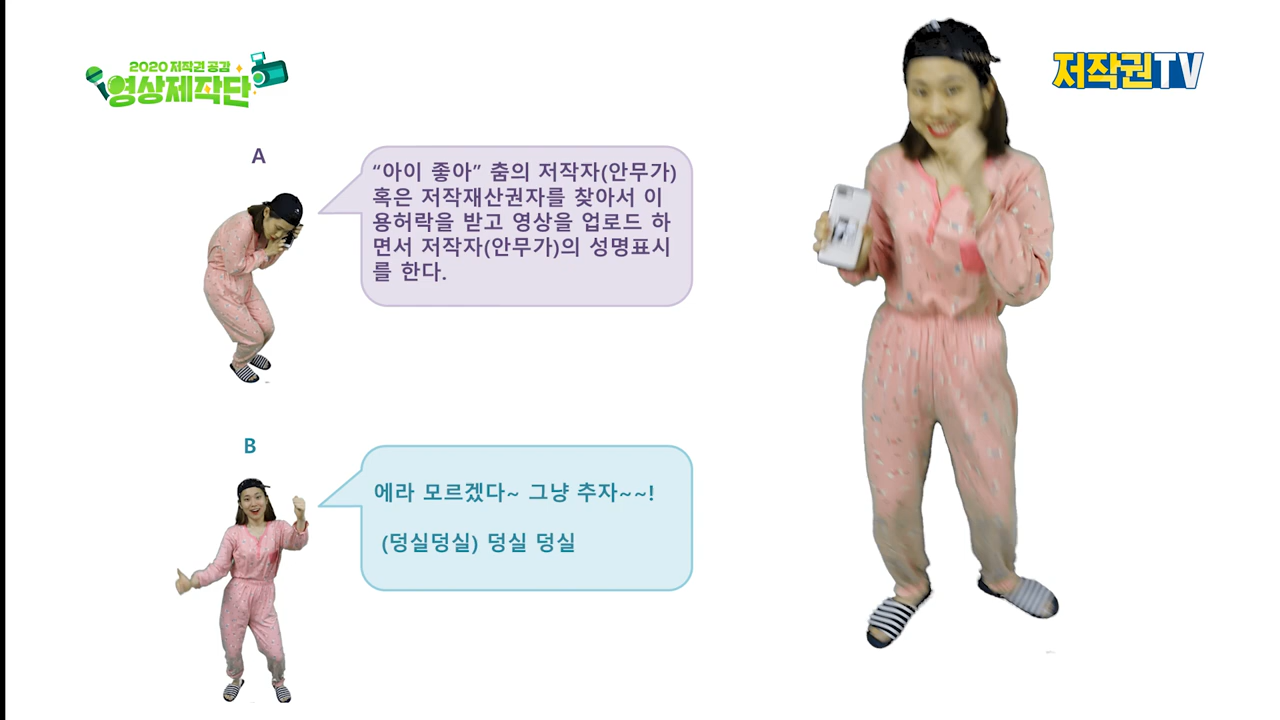 2020 저작권 공감
영상제작단
저작권TV
A
“아이 좋아” 춤의 저작자(안무가)
혹은 저작재산권자를 찾아서 이
용허락을 받고 영상을 업로드 하
면서 저작자(안무가)의 성명표시
를 한다.
B
에라 모르겠다~ 그냥 추자~~!
(덩실덩실) 덩실 덩실